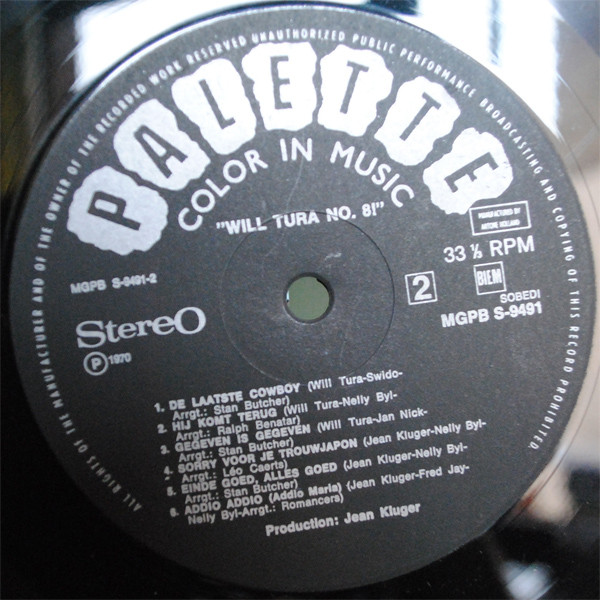 ALL RIGHTS OF THE MANUFACTURER AND OF THE OWNER OF THE RECORDED WORK RESERVED UNAUTHORIZED PUBLIC PERFORMANCE BROADCASTING AND COPYING OF THIS RECORD PROHIBITED.
PALETTE
COLOR IN MUSIC
"WILL TURA NO. 8!"
MANUFACTURED BY
ARTONE HOLLAND
33 ⅓ RPM
MGPB S-9491-2
2
BIEM
SOBEDI
MGPB S-9491
Stereo
Ⓟ 1970
1. DE LAATSTE COWBOY (Will Tura-Swido-
Arrgt.: Stan Butcher)
2. HIJ KOMT TERUG (Will Tura-Nelly Byl-
Arrgt.: Ralph Benatar)
3. GEGEVEN IS GEGEVEN (Will Tura-Jan Nick-
Arrgt.: Stan Butcher)
4. SORRY VOOR JE TROUWJAPON (Jean Kluger-Nelly Byl-
Arrgt.: Léo Caerts)
5. EINDE GOED, ALLES GOED (Jean Kluger-Nelly Byl-
Arrgt.: Stan Butcher)
6. ADDIO ADDIO (Addio Maria) (Jean Kluger-Fred Jay-
Nelly Byl-Arrgt.: Romancera)
Production: Jean Kluger